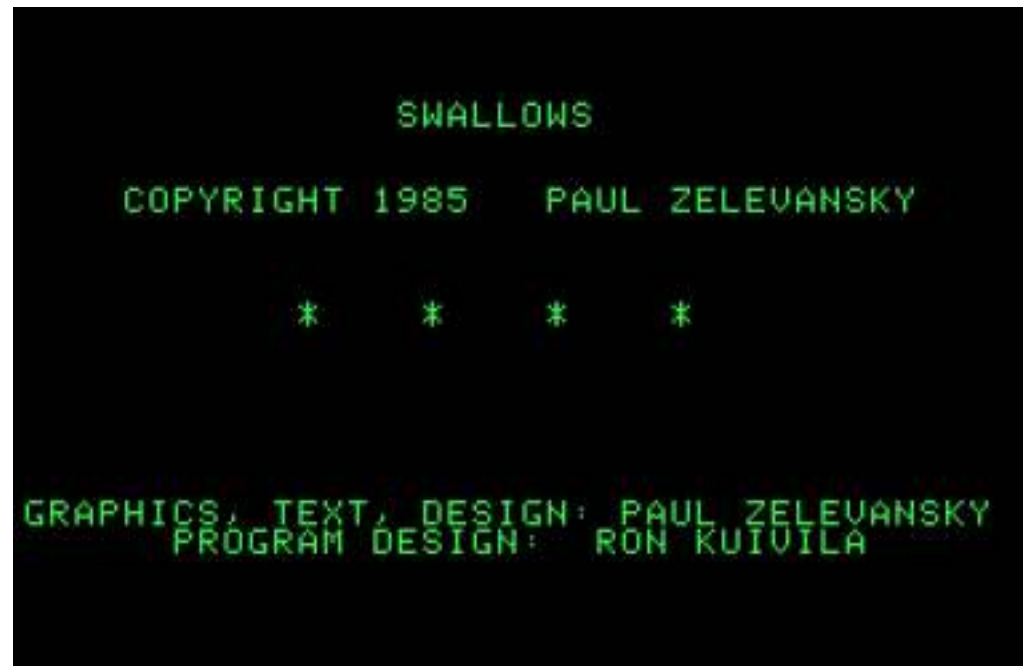 SWALLOWS
COPYRIGHT 1985   PAUL ZELEVANSKY
*    *    *    *
GRAPHICS, TEXT, DESIGN: PAUL ZELEVANSKY
PROGRAM DESIGN:  RON KUIVILA